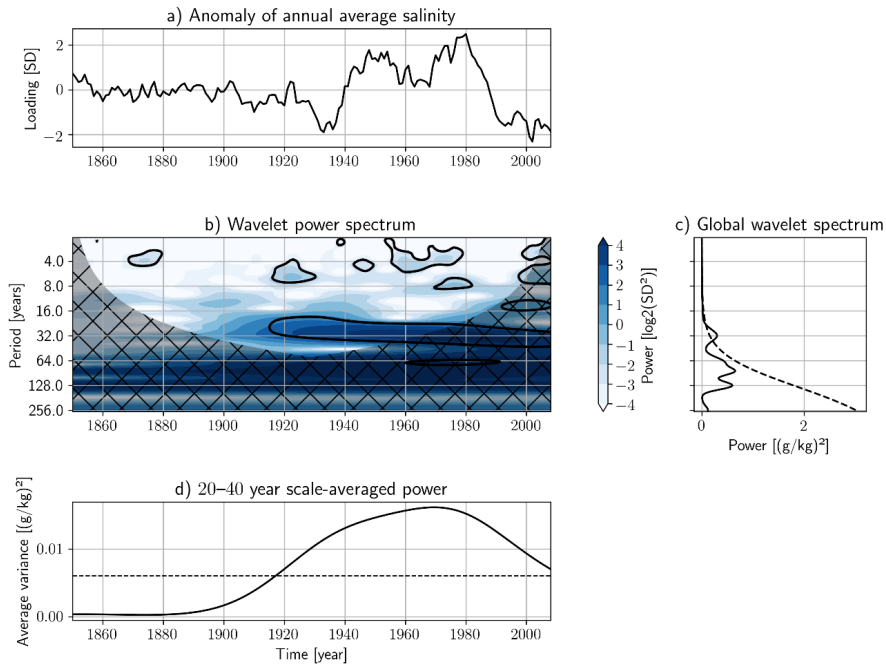 a) Anomaly of annual average salinity
Loading [SD]
2
0
−2
1860 1880 1900 1920 1940 1960 1980 2000
b) Wavelet power spectrum
Period [years]
4.0
8.0
16.0
32.0
64.0
128.0
256.0
1860 1880 1900 1920 1940 1960 1980 2000
4
3
2
1
0
−1
−2
−3
−4
Power [log2(SD²)]
c) Global wavelet spectrum
0 2
Power [(g/kg)²]
d) 20–40 year scale-averaged power
Average variance [(g/kg)²]
0.01
0.00
1860 1880 1900 1920 1940 1960 1980 2000
Time [year]